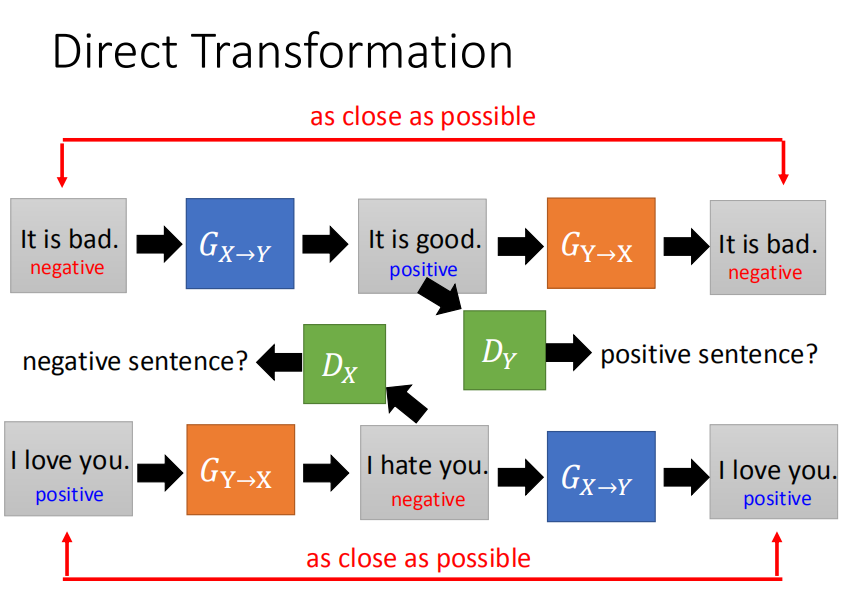 Direct Transformation
as close as possible
It is bad.
negative
G_{X→Y}
It is good.
positive
G_{Y→X}
It is bad.
negative
negative sentence?
D_X
D_Y
positive sentence?
I love you.
positive
G_{Y→X}
I hate you.
negative
G_{X→Y}
I love you.
positive
as close as possible